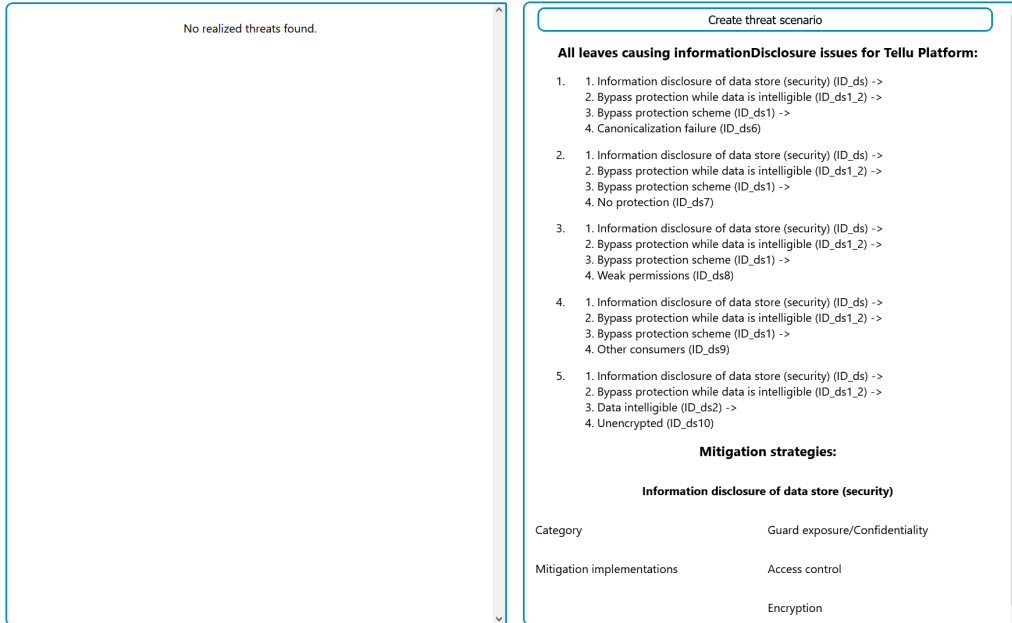 No realized threats found.
Create threat scenario
All leaves causing informationDisclosure issues for Tellu Platform:
1. 1. Information disclosure of data store (security) (ID_ds) ->
2. Bypass protection while data is intelligible (ID_ds1_2) ->
3. Bypass protection scheme (ID_ds1) ->
4. Canonicalization failure (ID_ds6)
2. 1. Information disclosure of data store (security) (ID_ds) ->
2. Bypass protection while data is intelligible (ID_ds1_2) ->
3. Bypass protection scheme (ID_ds1) ->
4. No protection (ID_ds7)
3. 1. Information disclosure of data store (security) (ID_ds) ->
2. Bypass protection while data is intelligible (ID_ds1_2) ->
3. Bypass protection scheme (ID_ds1) ->
4. Weak permissions (ID_ds8)
4. 1. Information disclosure of data store (security) (ID_ds) ->
2. Bypass protection while data is intelligible (ID_ds1_2) ->
3. Bypass protection scheme (ID_ds1) ->
4. Other consumers (ID_ds9)
5. 1. Information disclosure of data store (security) (ID_ds) ->
2. Bypass protection while data is intelligible (ID_ds1_2) ->
3. Data intelligible (ID_ds2) ->
4. Unencrypted (ID_ds10)
Mitigation strategies:
Information disclosure of data store (security)
Category Guard exposure/Confidentiality
Mitigation implementations Access control
Encryption